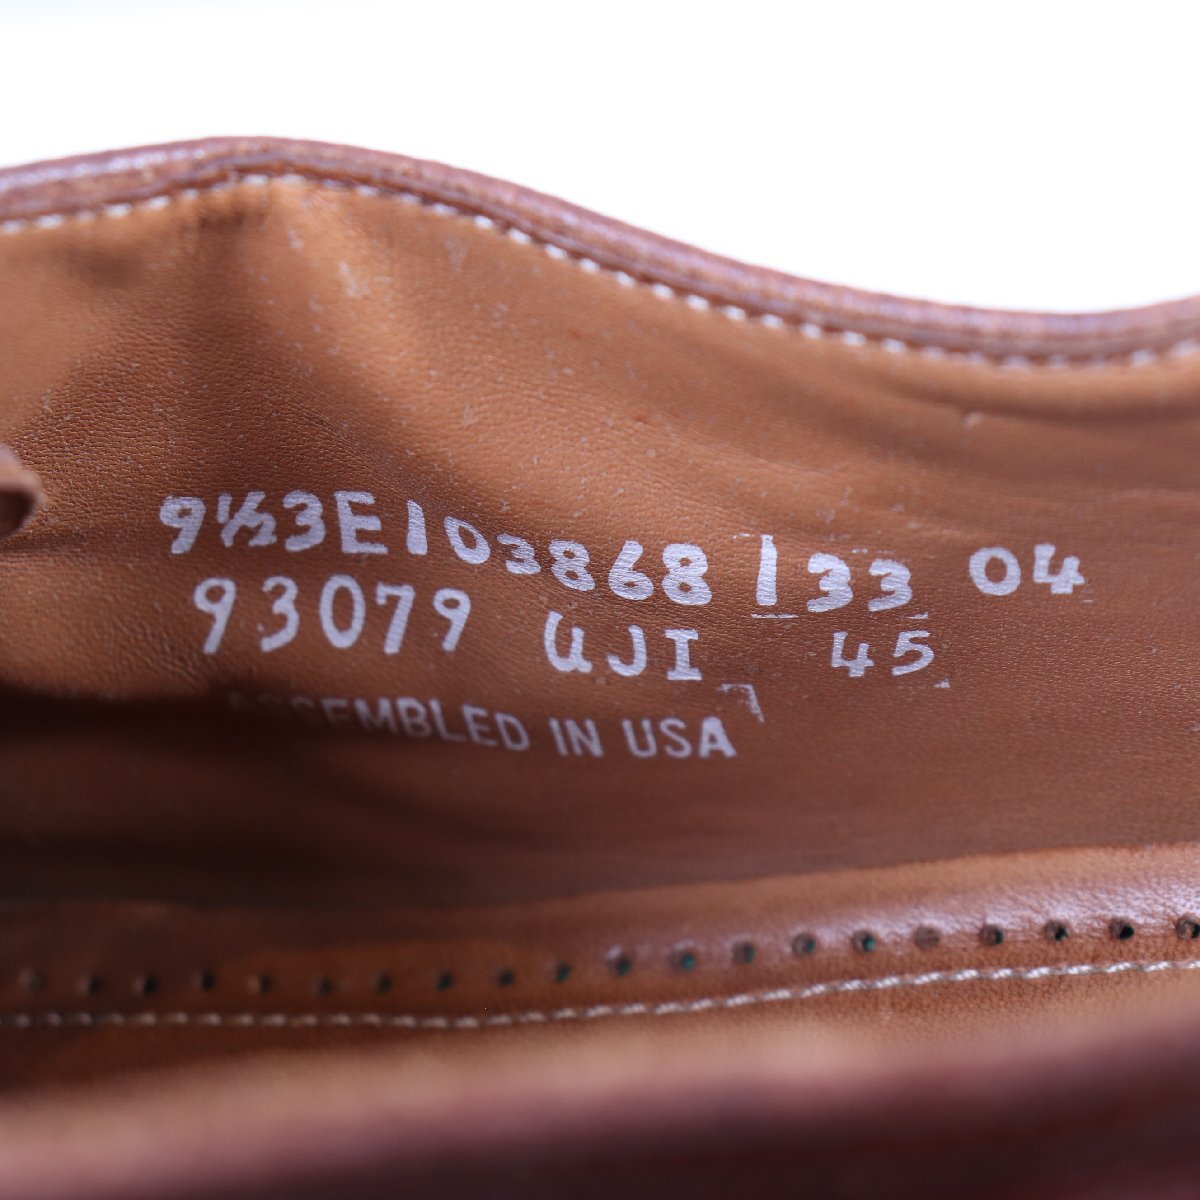 9½3E103868 133 04
93079 UJI 45
ASSEMBLED IN USA